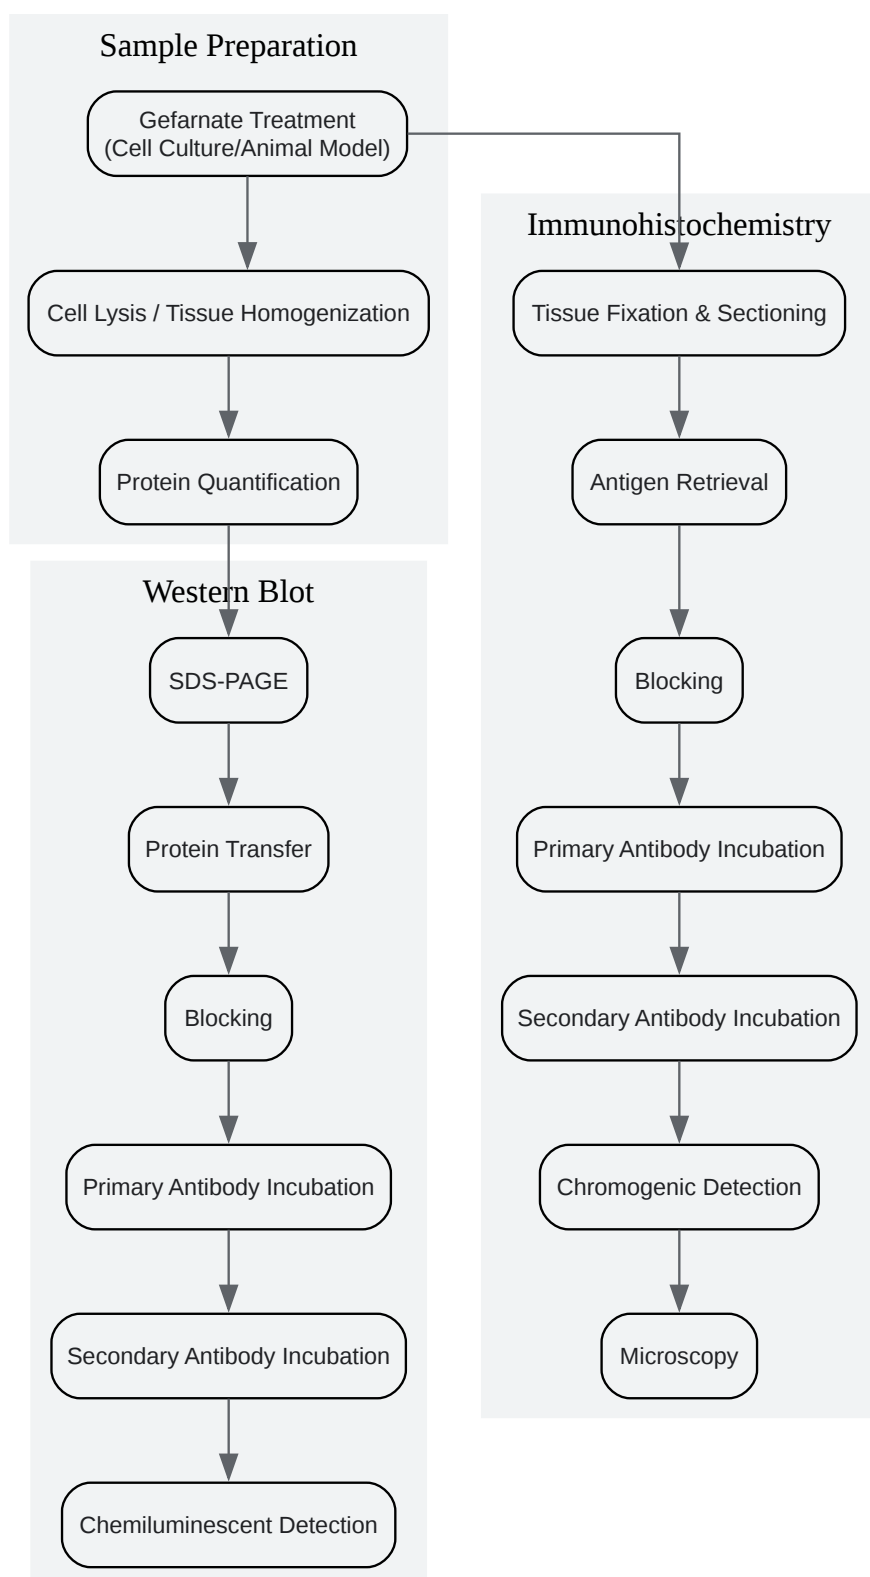 Sample Preparation
Gefarnate Treatment
(Cell Culture/Animal Model)
Cell Lysis / Tissue Homogenization
Protein Quantification
Western Blot
SDS-PAGE
Protein Transfer
Blocking
Primary Antibody Incubation
Secondary Antibody Incubation
Chemiluminescent Detection
Immunohistochemistry
Tissue Fixation & Sectioning
Antigen Retrieval
Blocking
Primary Antibody Incubation
Secondary Antibody Incubation
Chromogenic Detection
Microscopy